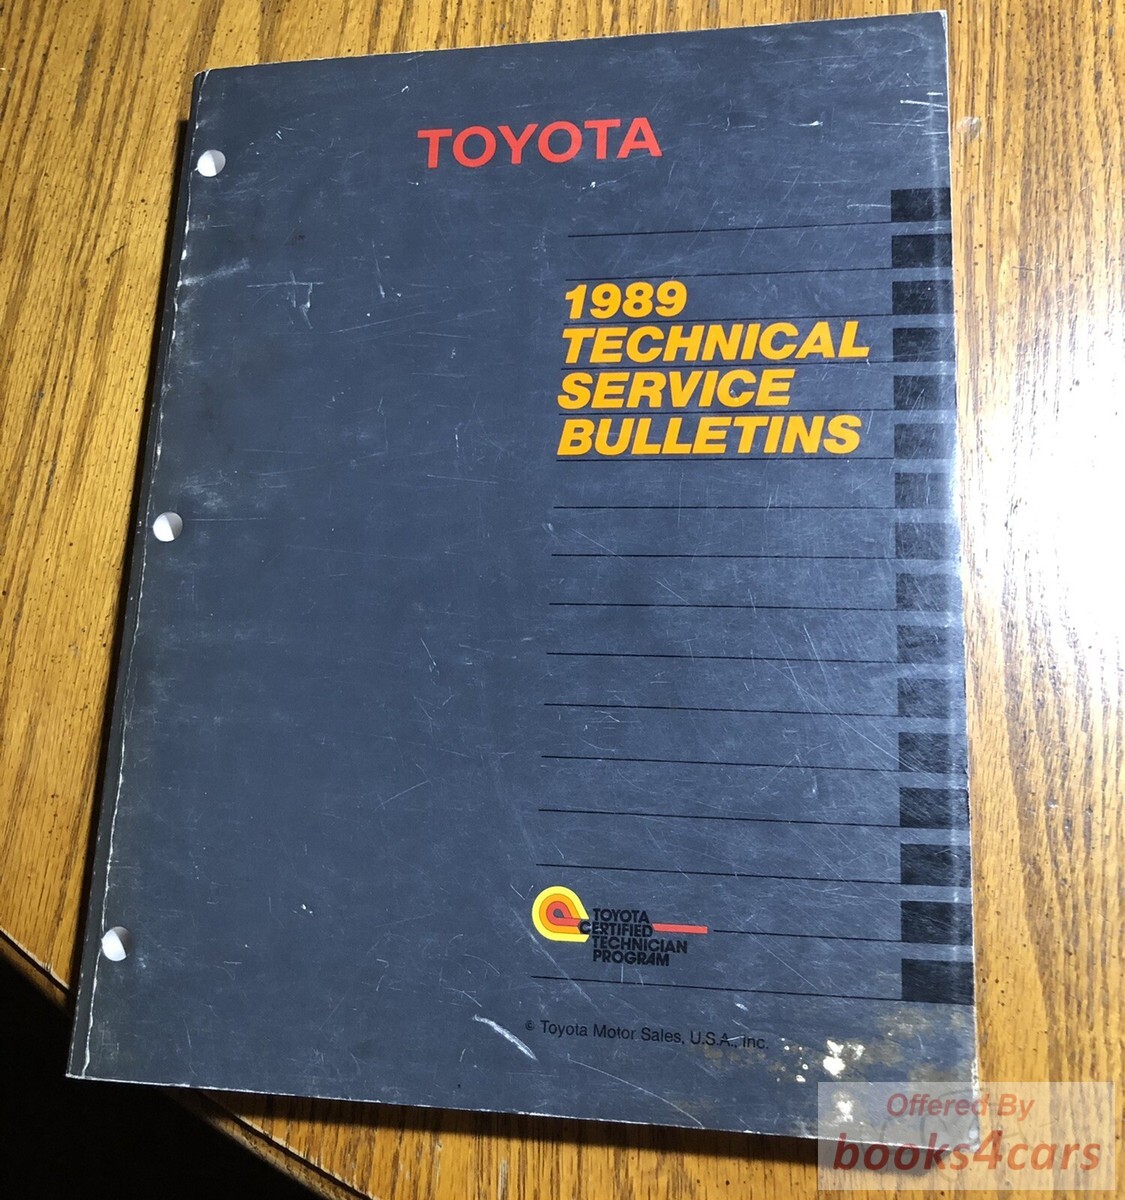 TOYOTA
1989
TECHNICAL
SERVICE
BULLETINS
TOYOTA
CERTIFIED
TECHNICIAN
PROGRAM
© Toyota Motor Sales, U.S.A., Inc.
Offered By
books4cars